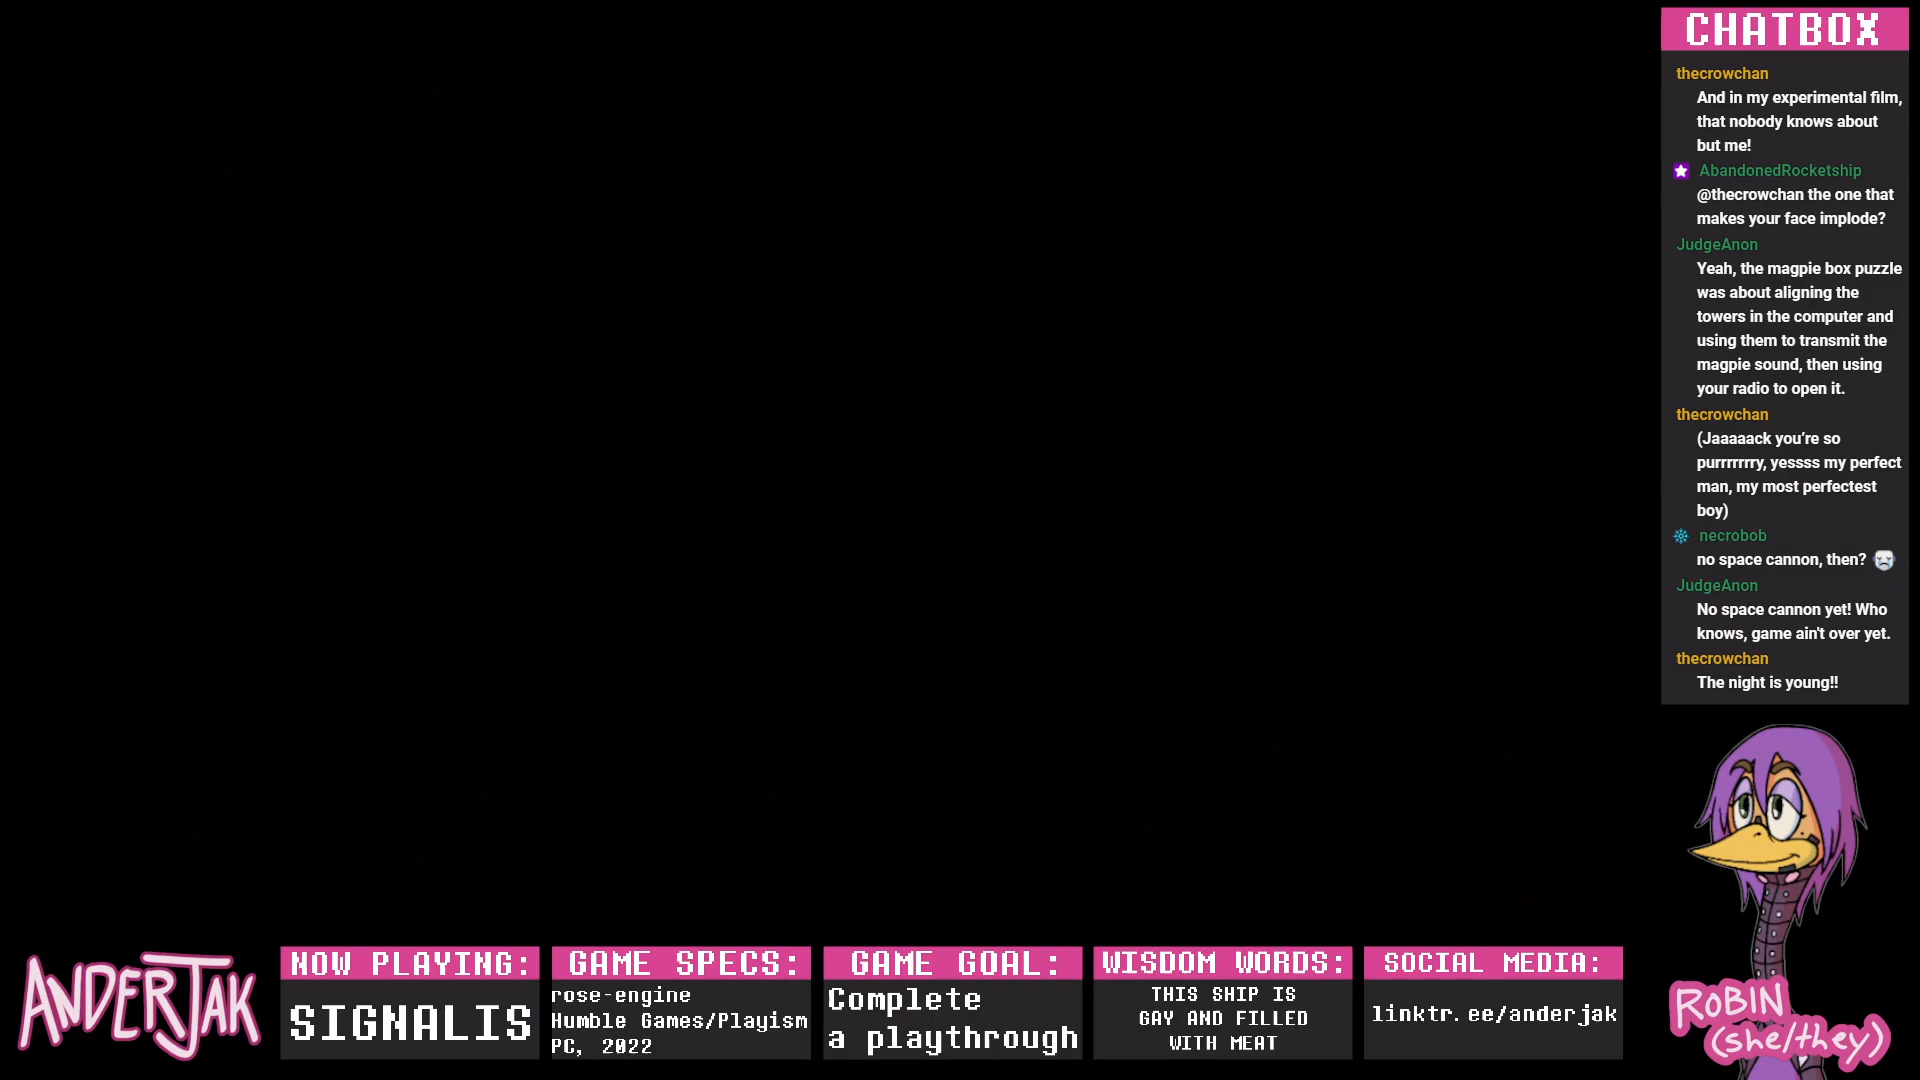 CHATBOX
thecrowchan
And in my experimental film,
that nobody knows about
but me!
AbandonedRocketship
@thecrowchan the one that
makes your face implode?
JudgeAnon
Yeah, the magpie box puzzle
was about aligning the
towers in the computer and
using them to transmit the
magpie sound, then using
your radio to open it.
thecrowchan
(Jaaaaack you’re so
purrrrrrry, yessss my perfect
man, my most perfectest
boy)
necrobob
no space cannon, then?
JudgeAnon
No space cannon yet! Who
knows, game ain't over yet.
thecrowchan
The night is young!!
ANDERJAK
NOW PLAYING:
SIGNALIS
GAME SPECS:
rose-engine
Humble Games/Playism
PC, 2022
GAME GOAL:
Complete
a playthrough
WISDOM WORDS:
THIS SHIP IS
GAY AND FILLED
WITH MEAT
SOCIAL MEDIA:
linktr.ee/anderjak
ROBIN
(she/they)